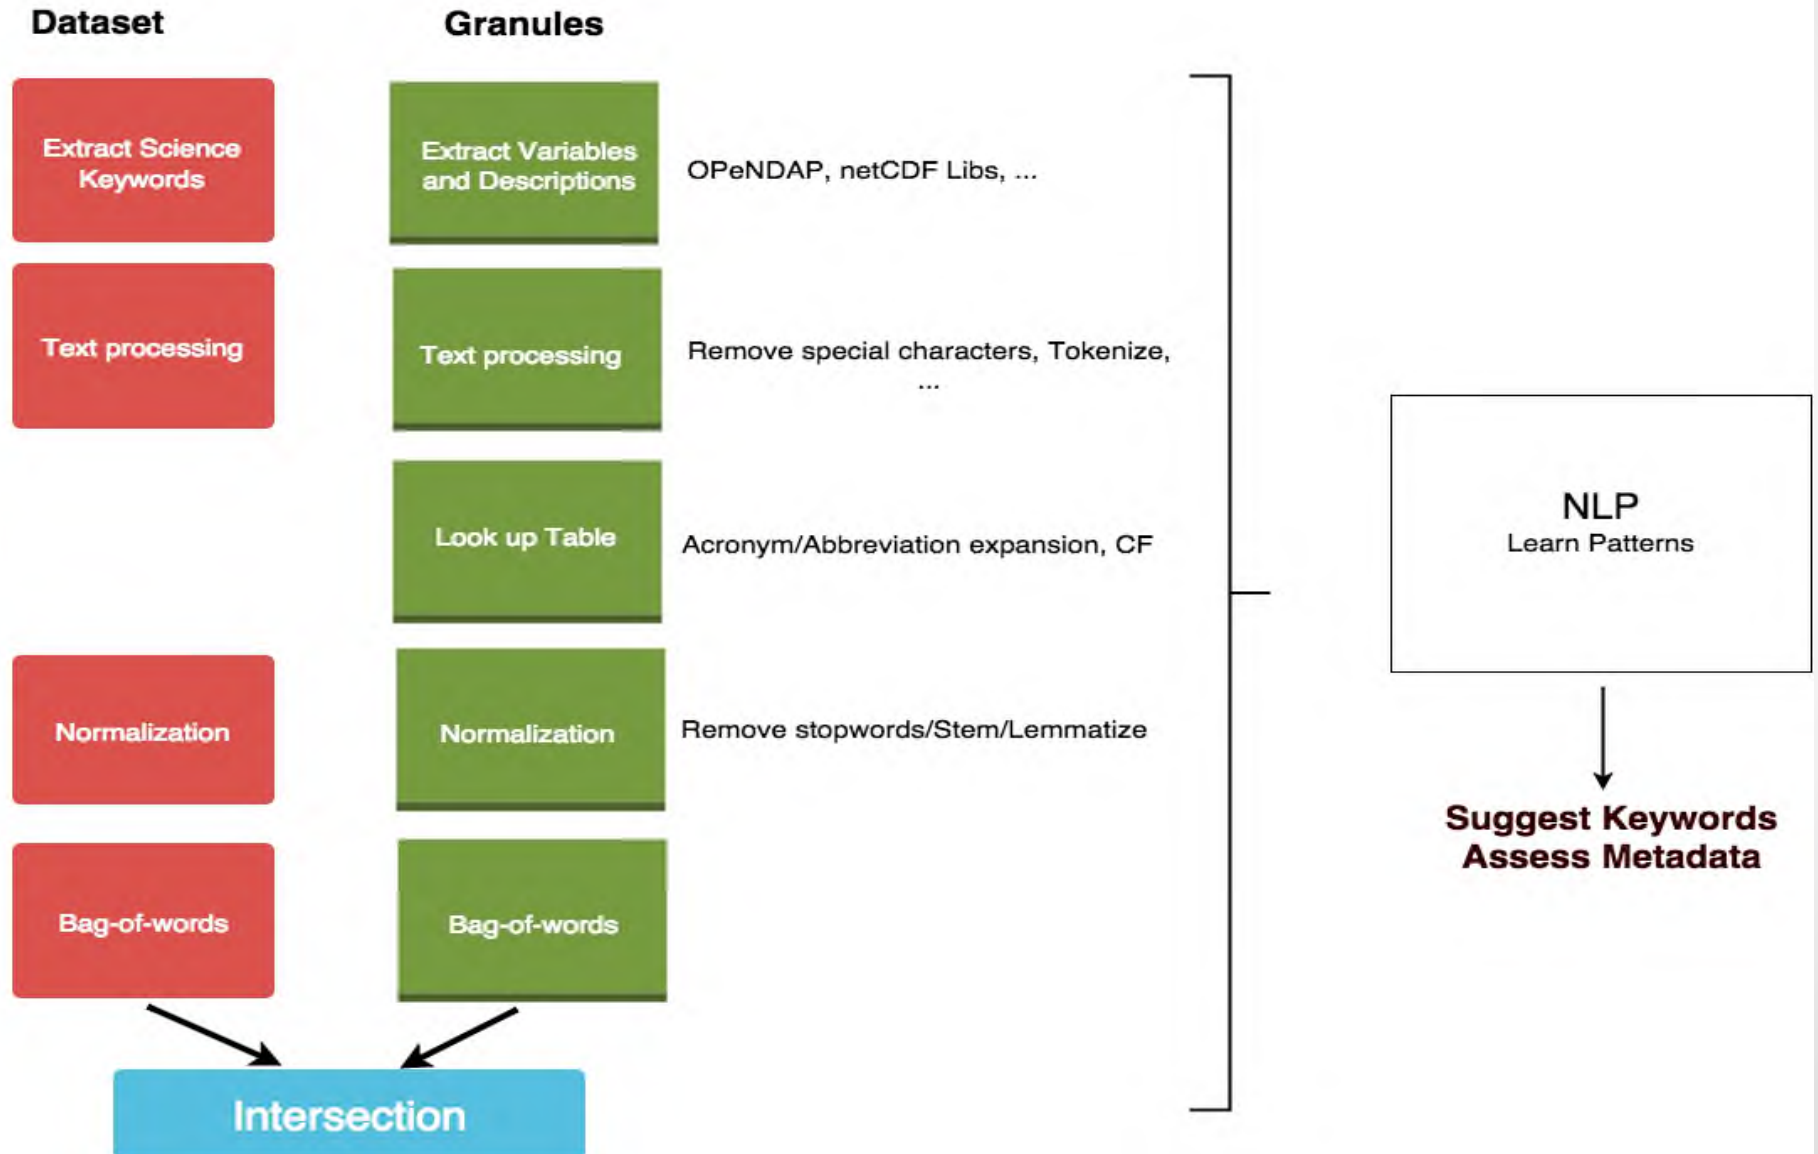 Dataset
Granules
Extract Science
Keywords
Extract Variables
and Descriptions
OPeNDAP, netCDF Libs, ...
Text processing
Text processing
Remove special characters, Tokenize,
...
Look up Table
Acronym/Abbreviation expansion, CF
Normalization
Normalization
Remove stopwords/Stem/Lemmatize
Bag-of-words
Bag-of-words
Intersection
NLP
Learn Patterns
Suggest Keywords
Assess Metadata